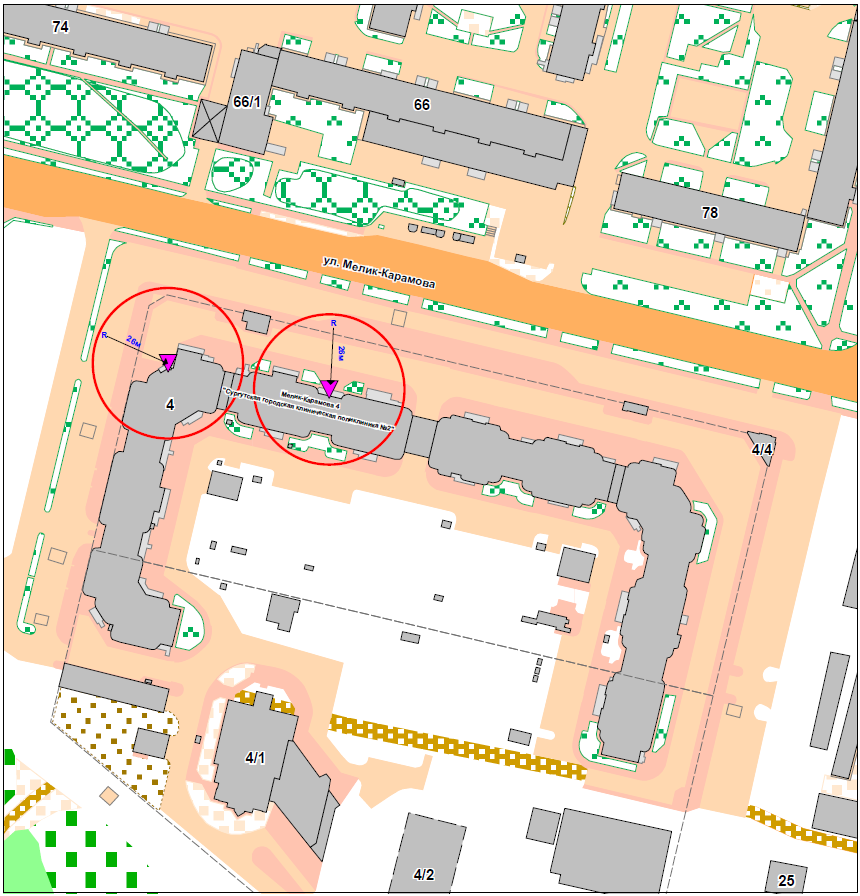 74
66/1
66
78
ул. Мелик-Карамова
R
26м
R
26м
4
Мелик-Карамова 4
"Сургутская городская клиническая поликлиника №2"
4/4
4/1
4/2
25